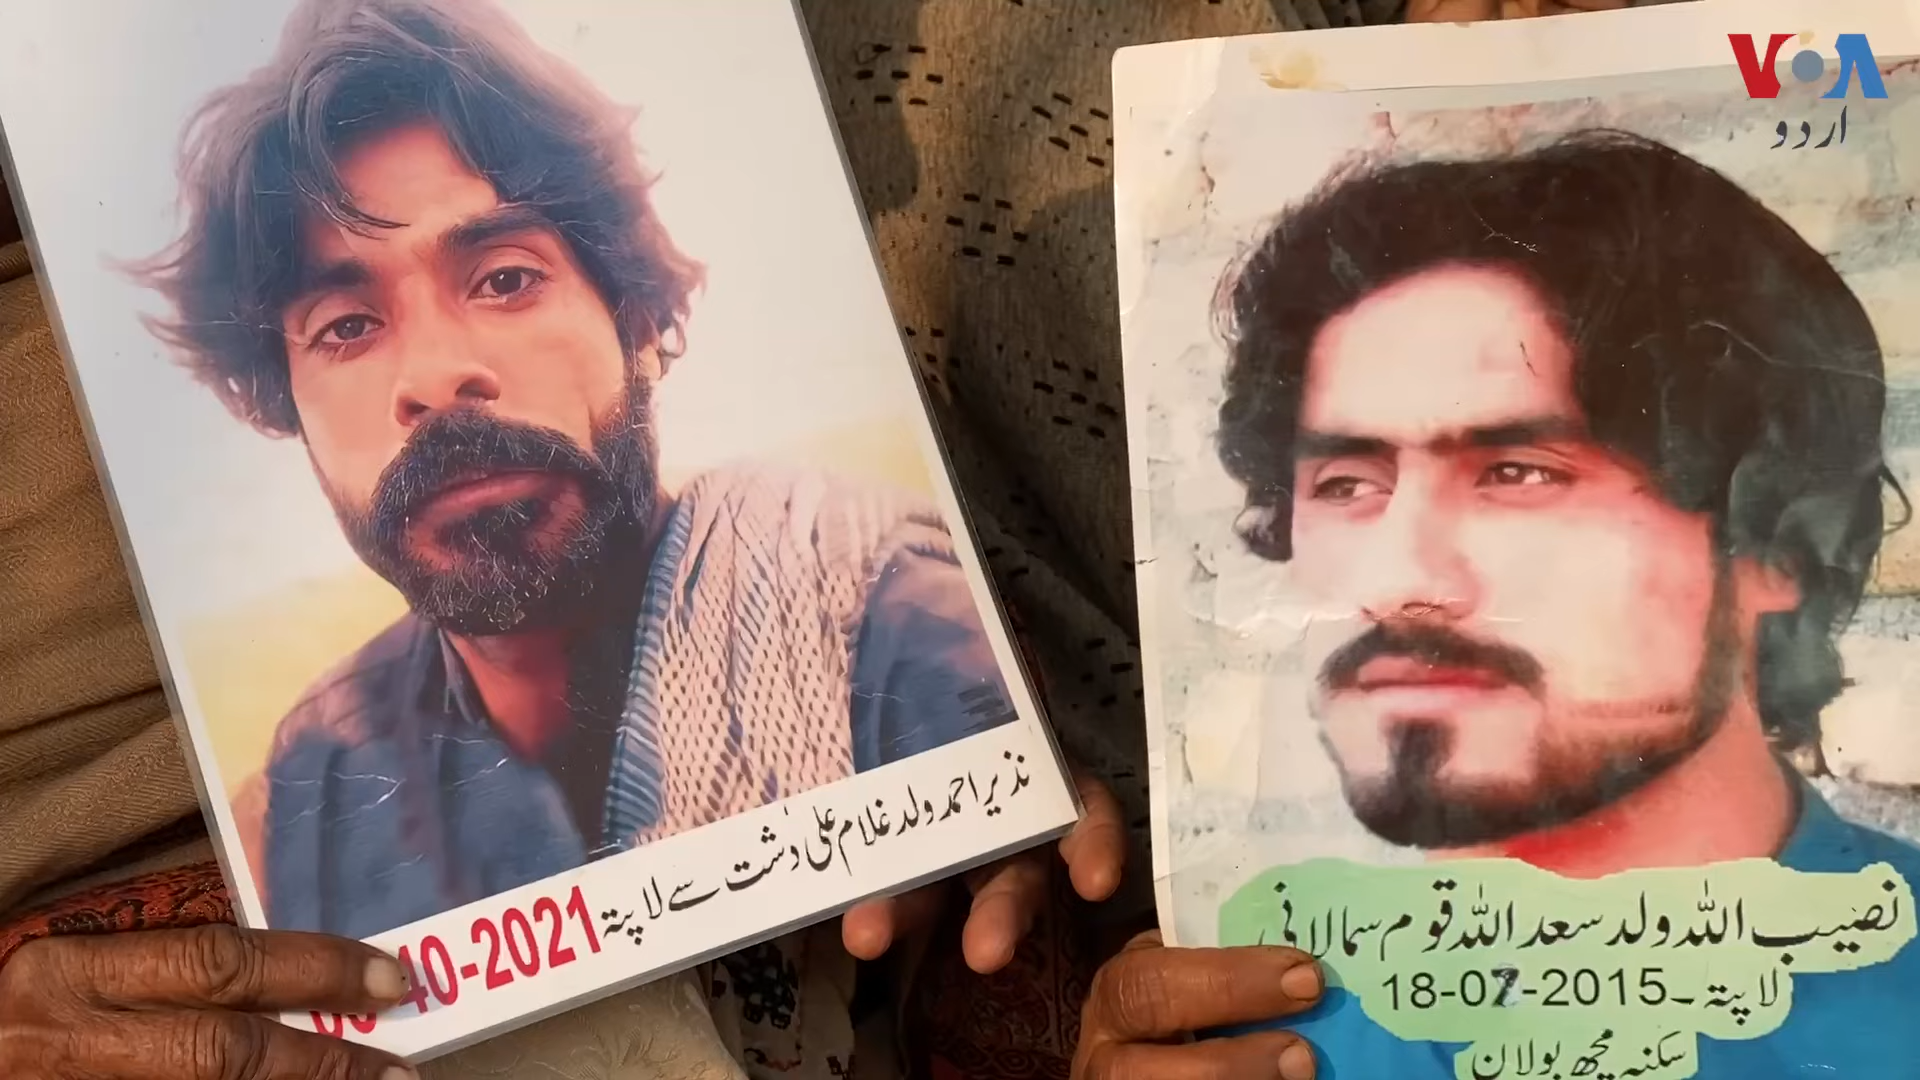 VOA
اردو
نذیر احمد ولد غلام علی دشت سے لاپتہ
40-2021
نصیب اللہ ولد سعد اللہ قوم سمالانی
لاپتہ۔ 18-07-2015
سکنہ مچھ بولان